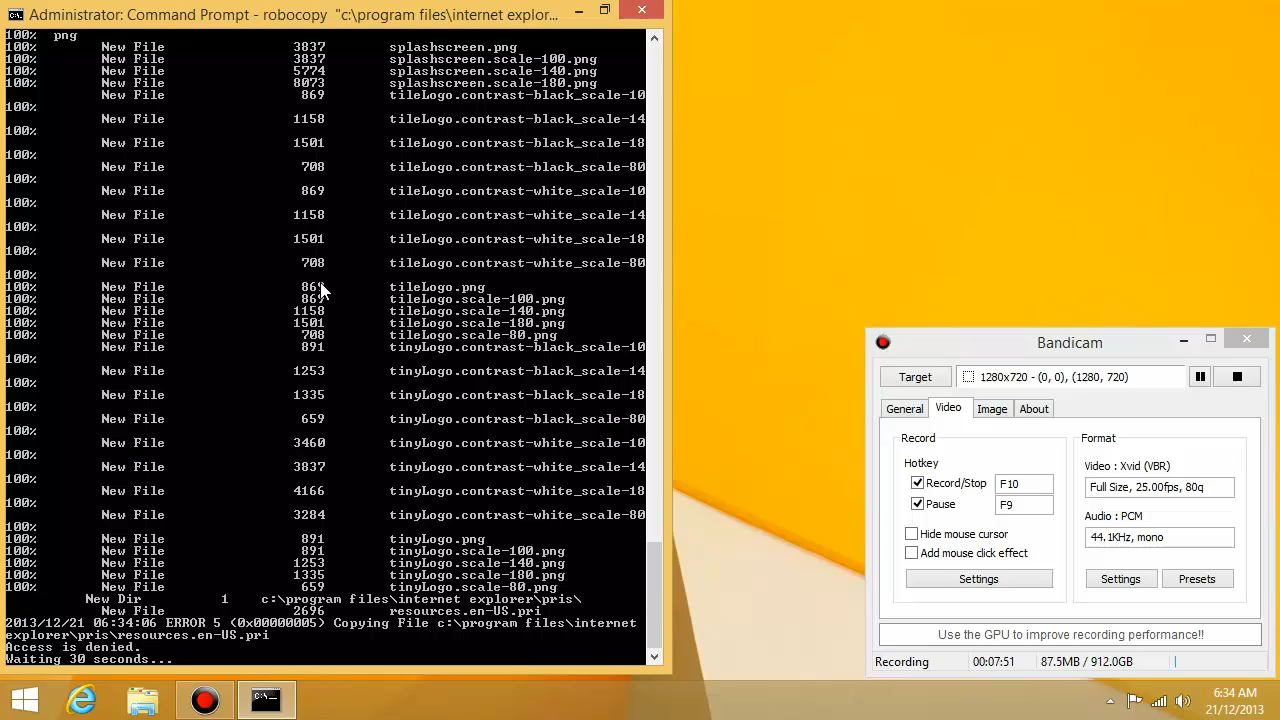 Administrator: Command Prompt - robocopy "c:\program files\internet explor...
100% png
100% New File 3837 splashscreen.png
100% New File 3837 splashscreen.scale-100.png
100% New File 5774 splashscreen.scale-140.png
100% New File 8073 splashscreen.scale-180.png
New File 869 tileLogo.contrast-black_scale-10
100%
New File 1158 tileLogo.contrast-black_scale-14
100%
New File 1501 tileLogo.contrast-black_scale-18
100%
New File 708 tileLogo.contrast-black_scale-80
100%
New File 869 tileLogo.contrast-white_scale-10
100%
New File 1158 tileLogo.contrast-white_scale-14
100%
New File 1501 tileLogo.contrast-white_scale-18
100%
New File 708 tileLogo.contrast-white_scale-80
100%
100% New File 869 tileLogo.png
100% New File 869 tileLogo.scale-100.png
100% New File 1158 tileLogo.scale-140.png
100% New File 1501 tileLogo.scale-180.png
100% New File 708 tileLogo.scale-80.png
New File 891 tinyLogo.contrast-black_scale-10
100%
New File 1253 tinyLogo.contrast-black_scale-14
100%
New File 1335 tinyLogo.contrast-black_scale-18
100%
New File 659 tinyLogo.contrast-black_scale-80
100%
New File 3460 tinyLogo.contrast-white_scale-10
100%
New File 3837 tinyLogo.contrast-white_scale-14
100%
New File 4166 tinyLogo.contrast-white_scale-18
100%
New File 3284 tinyLogo.contrast-white_scale-80
100%
100% New File 891 tinyLogo.png
100% New File 891 tinyLogo.scale-100.png
100% New File 1253 tinyLogo.scale-140.png
100% New File 1335 tinyLogo.scale-180.png
100% New File 659 tinyLogo.scale-80.png
New Dir 1 c:\program files\internet explorer\pris\
New File 2696 resources.en-US.pri
2013/12/21 06:34:06 ERROR 5 (0x00000005) Copying File c:\program files\internet
explorer\pris\resources.en-US.pri
Access is denied.
Waiting 30 seconds...
C:\_
Bandicam
Target
1280x720 - (0, 0), (1280, 720)
General Video Image About
Record
Hotkey
Record/Stop F10
Pause F9
Hide mouse cursor
Add mouse click effect
Settings
Format
Video : Xvid (VBR)
Full Size, 25.00fps, 80q
Audio : PCM
44.1KHz, mono
Settings Presets
Use the GPU to improve recording performance!!
Recording 00:07:51 87.5MB / 912.0GB
6:34 AM
21/12/2013